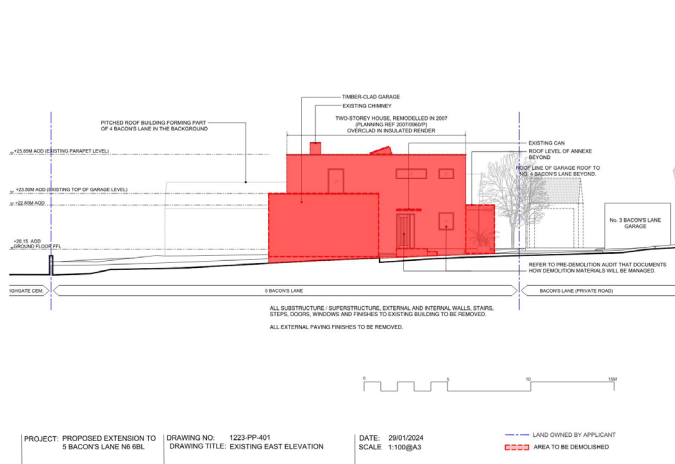 TIMBER-CLAD GARAGE
EXISTING CHIMNEY
TWO-STOREY HOUSE, REMODELLED IN 2007
(PLANNING REF 2007/0960/P)
OVERCLAD IN INSULATED RENDER
PITCHED ROOF BUILDING FORMING PART
OF 4 BACON'S LANE IN THE BACKGROUND
EXISTING CAN
ROOF LEVEL OF ANNEXE
BEYOND
ROOF LINE OF GARAGE ROOF TO
NO. 4 BACON'S LANE BEYOND.
+25.65M AOD (EXISTING PARAPET LEVEL)
+23.00M AOD (EXISTING TOP OF GARAGE LEVEL)
+22.60M AOD
No. 3 BACON'S LANE
GARAGE
+20.15 AOD
GROUND FLOOR FFL
REFER TO PRE-DEMOLITION AUDIT THAT DOCUMENTS
HOW DEMOLITION MATERIALS WILL BE MANAGED.
IGHGATE CEM.
5 BACON'S LANE
BACON'S LANE (PRIVATE ROAD)
ALL SUBSTRUCTURE / SUPERSTRUCTURE, EXTERNAL AND INTERNAL WALLS, STAIRS,
STEPS, DOORS, WINDOWS AND FINISHES TO EXISTING BUILDING TO BE REMOVED.
ALL EXTERNAL PAVING FINISHES TO BE REMOVED.
0 5 10 15M
PROJECT: PROPOSED EXTENSION TO
5 BACON'S LANE N6 6BL
DRAWING NO: 1223-PP-401
DRAWING TITLE: EXISTING EAST ELEVATION
DATE: 29/01/2024
SCALE 1:100@A3
LAND OWNED BY APPLICANT
AREA TO BE DEMOLISHED